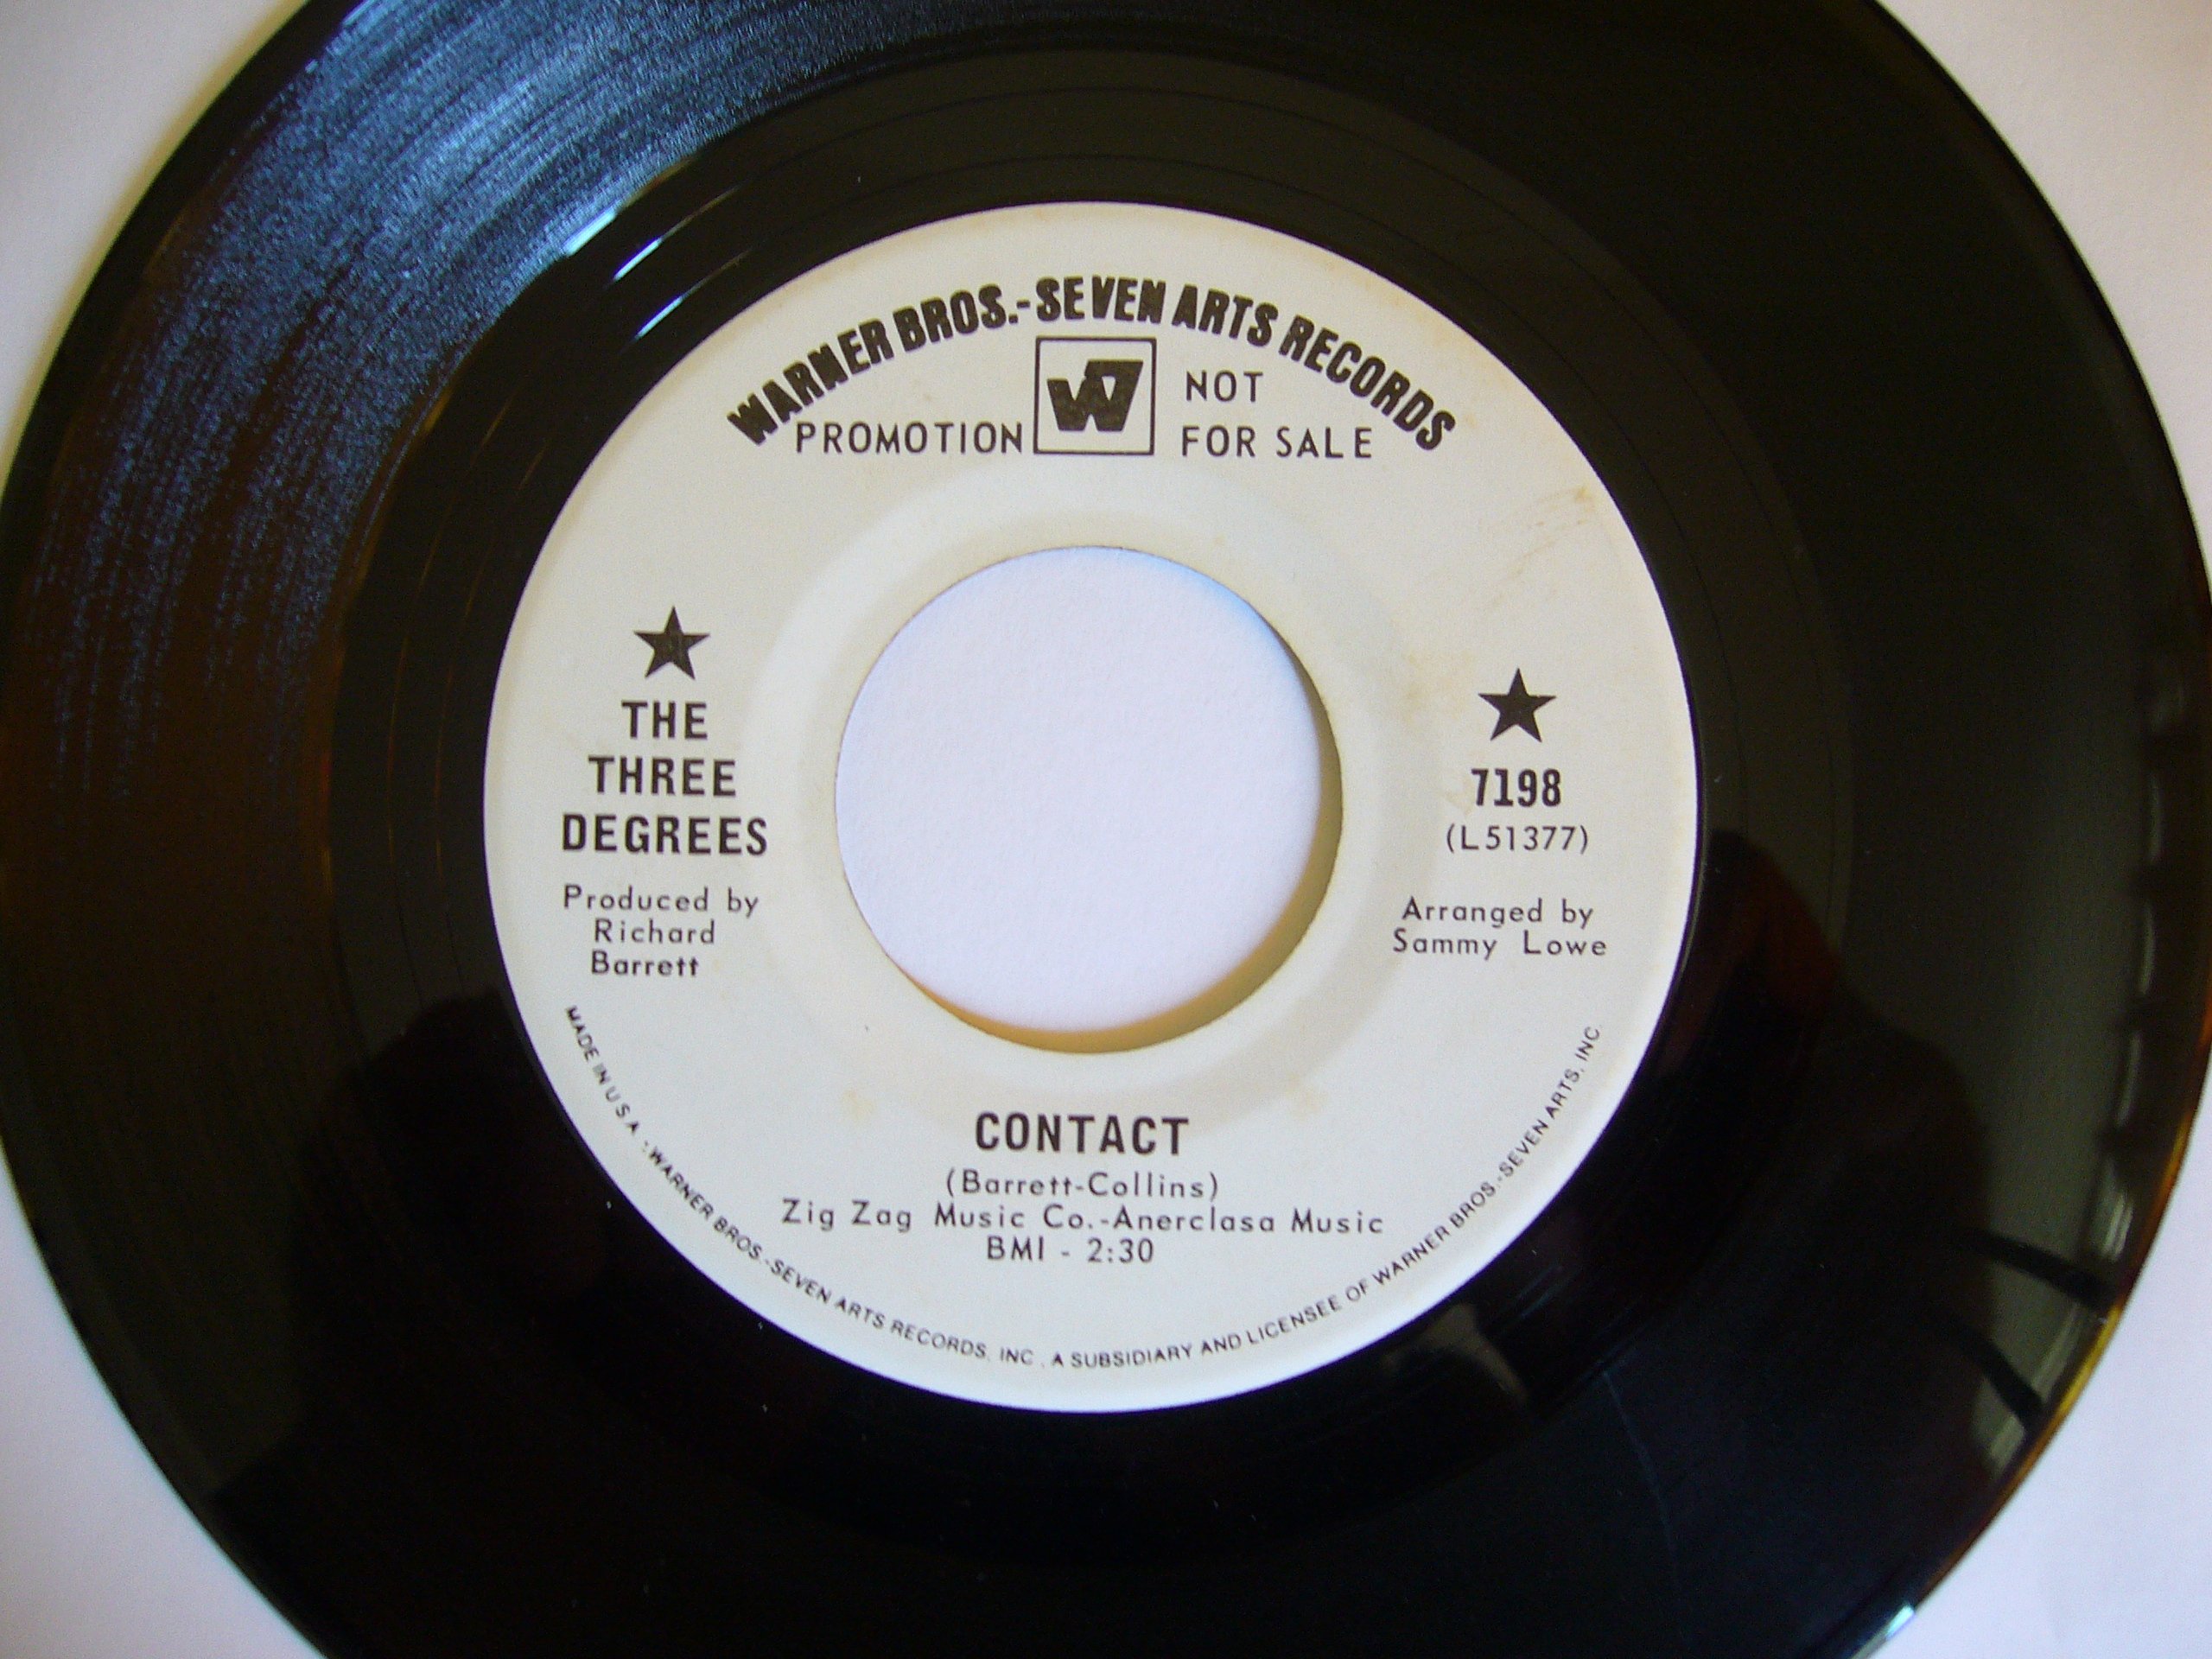 WARNER BROS.-SEVEN ARTS RECORDS
PROMOTION W7 NOT
FOR SALE
THE
THREE
DEGREES
Produced by
Richard
Barrett
7198
(L51377)
Arranged by
Sammy Lowe
CONTACT
(Barrett-Collins)
Zig Zag Music Co.-Anerclasa Music
BMI - 2:30
MADE IN U.S.A. · WARNER BROS.-SEVEN ARTS RECORDS, INC., A SUBSIDIARY AND LICENSEE OF WARNER BROS.-SEVEN ARTS, INC